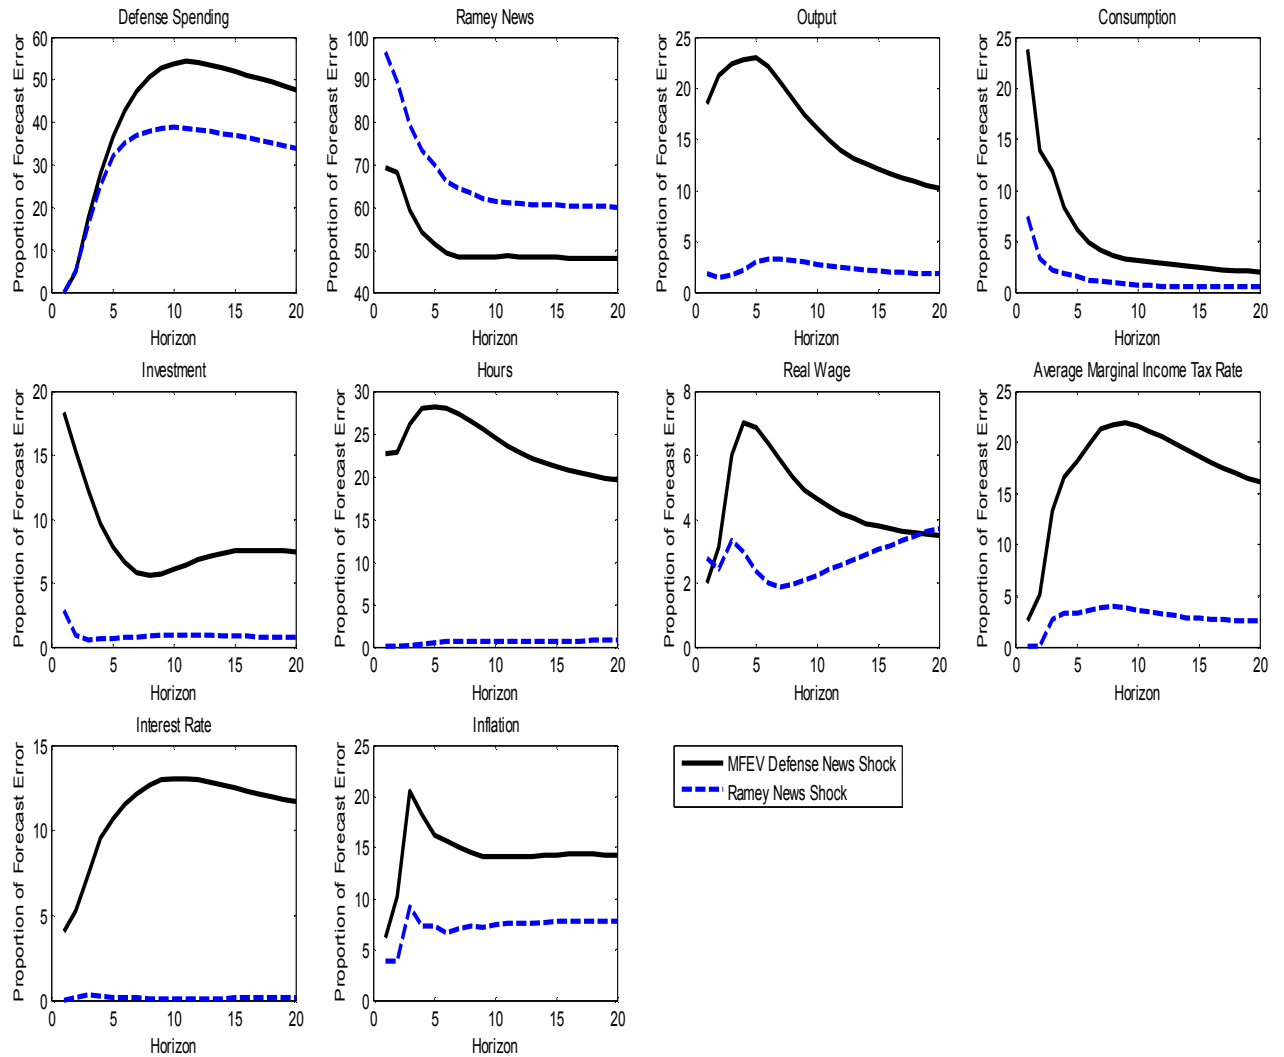 Defense Spending
Proportion of Forecast Error
60
50
40
30
20
10
0
0 5 10 15 20
Horizon
Ramey News
Proportion of Forecast Error
100
90
80
70
60
50
40
0 5 10 15 20
Horizon
Output
Proportion of Forecast Error
25
20
15
10
5
0
0 5 10 15 20
Horizon
Consumption
Proportion of Forecast Error
25
20
15
10
5
0
0 5 10 15 20
Horizon
Investment
Proportion of Forecast Error
20
15
10
5
0
0 5 10 15 20
Horizon
Hours
Proportion of Forecast Error
30
25
20
15
10
5
0
0 5 10 15 20
Horizon
Real Wage
Proportion of Forecast Error
8
6
4
2
0
0 5 10 15 20
Horizon
Average Marginal Income Tax Rate
Proportion of Forecast Error
25
20
15
10
5
0
0 5 10 15 20
Horizon
Interest Rate
Proportion of Forecast Error
15
10
5
0
0 5 10 15 20
Horizon
Inflation
Proportion of Forecast Error
25
20
15
10
5
0
0 5 10 15 20
Horizon
MFEV Defense News Shock
Ramey News Shock